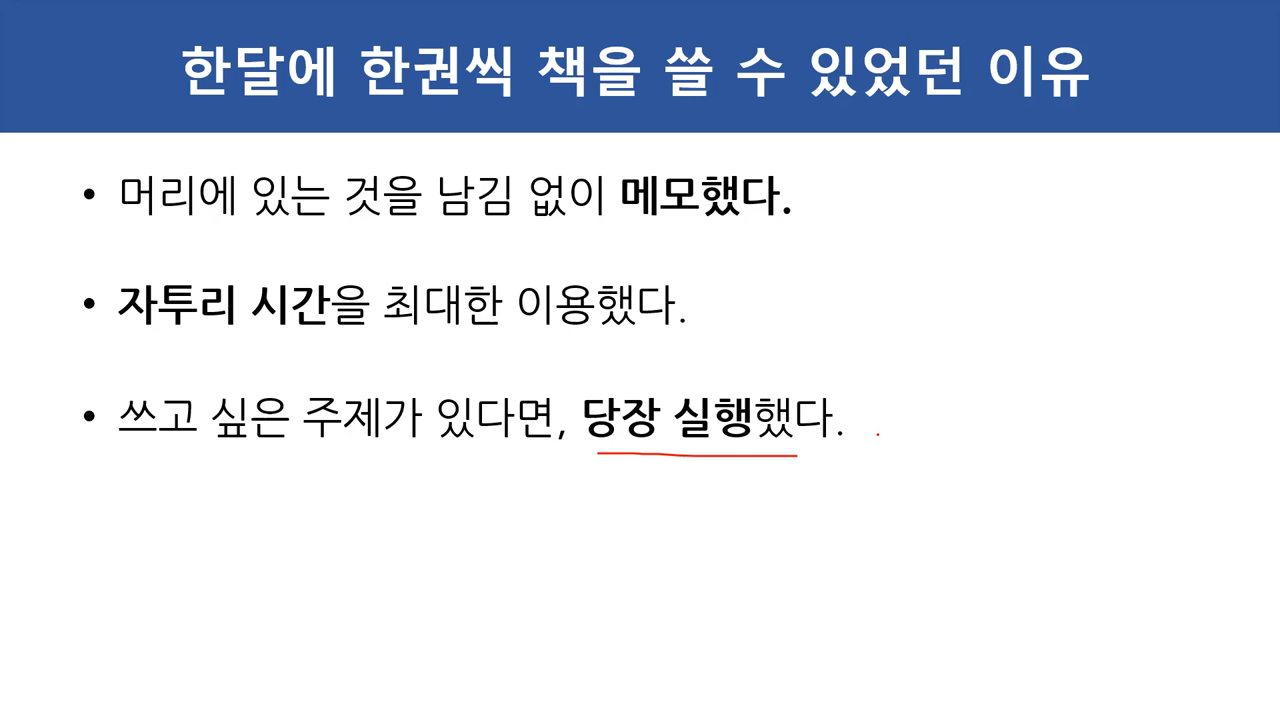 한달에 한권씩 책을 쓸 수 있었던 이유
• 머리에 있는 것을 남김 없이 메모했다.
• 자투리 시간을 최대한 이용했다.
• 쓰고 싶은 주제가 있다면, 당장 실행했다.